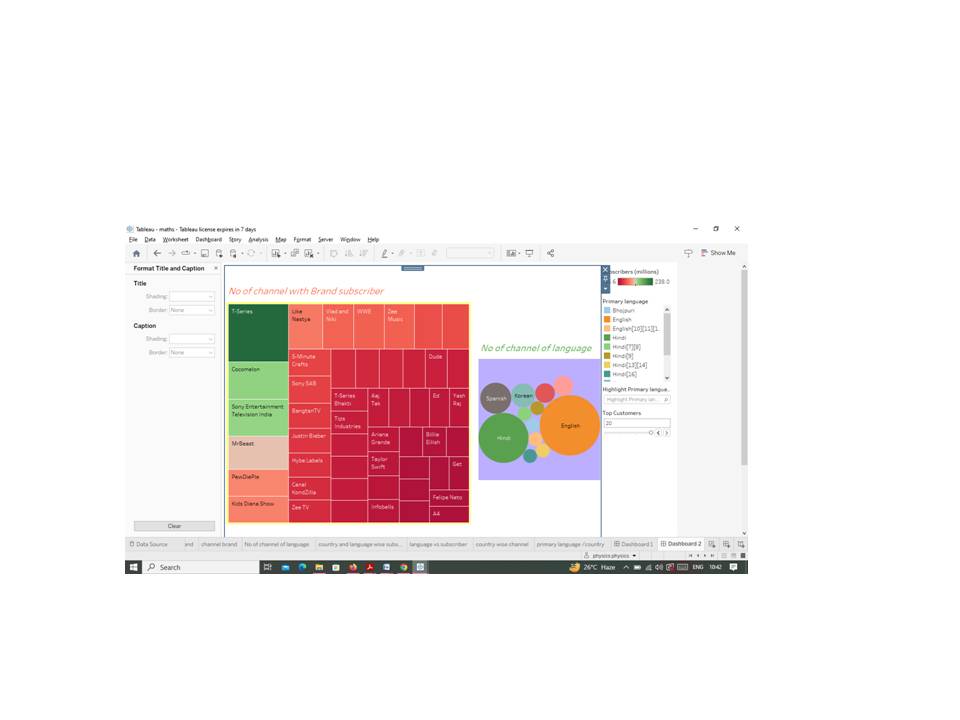 Tableau - maths - Tableau license expires in 7 days
File Data Worksheet Dashboard Story Analysis Map Format Server Window Help
Show Me
Format Title and Caption
Title
Shading:
Border: None
Caption
Shading:
Border: None
Clear
No of channel with Brand subscriber
T-Series
Cocomelon
Sony Entertainment
Television India
MrBeast
PewDiePie
Kids Diana Show
Like
Nastya
Vlad and
Niki
WWE
Zee
Music
5-Minute
Crafts
Sony SAB
BangtanTV
Justin Bieber
Hybe Labels
Canal
KondZilla
Zee TV
Dude
T-Series
Bhakti
Aaj
Tak
Ed
Yash
Raj
Tips
Industries
Ariana
Grande
Billie
Eilish
Taylor
Swift
Get
Infobells
Felipe Neto
A4
No of channel of language
Spanish
Korean
Hindi
English
scribers (millions)
6
238.0
Primary language
Bhojpuri
English
English[10][11][1..
Hindi
Hindi[7][8]
Hindi[9]
Hindi[13][14]
Hindi[16]
Highlight Primary langue..
Highlight Primary lan...
Top Customers
20
Data Source
and
channel brand
No of channel of language
country and language wise subs...
language vs subscriber
country wise channel
primary language /country
Dashboard 1
Dashboard 2
physics physics
Search
26°C Haze
ENG
10:42